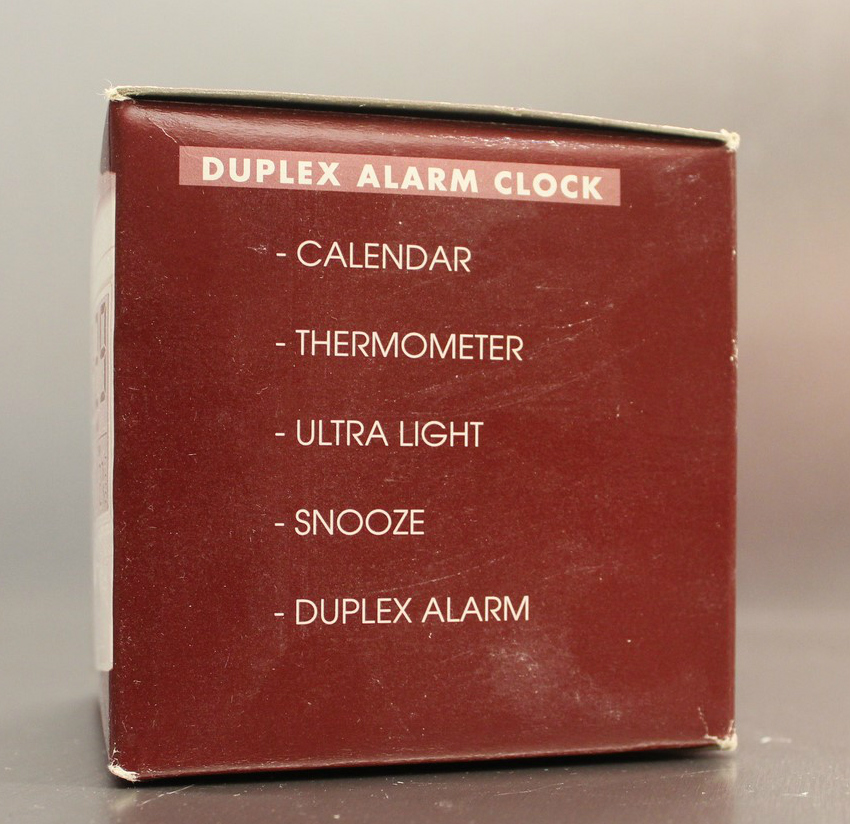 DUPLEX ALARM CLOCK
- CALENDAR
- THERMOMETER
- ULTRA LIGHT
- SNOOZE
- DUPLEX ALARM